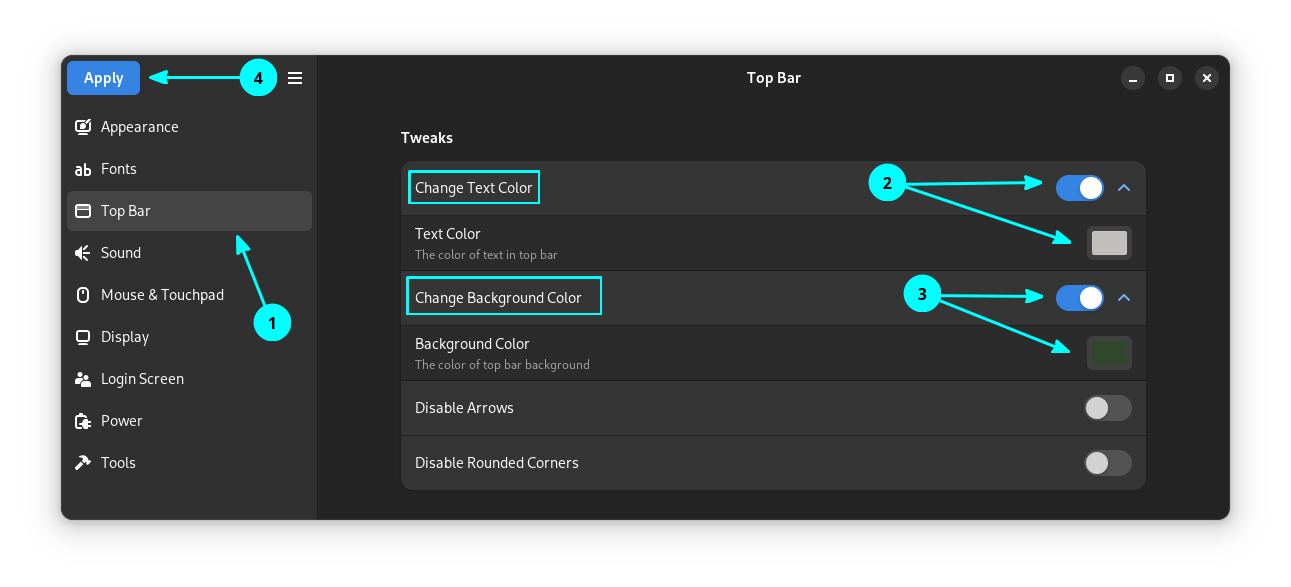 Apply
4
Top Bar
Appearance
Fonts
Top Bar
Sound
Mouse & Touchpad
Display
Login Screen
Power
Tools
1
Tweaks
Change Text Color
2
Text Color
The color of text in top bar
Change Background Color
3
Background Color
The color of top bar background
Disable Arrows
Disable Rounded Corners